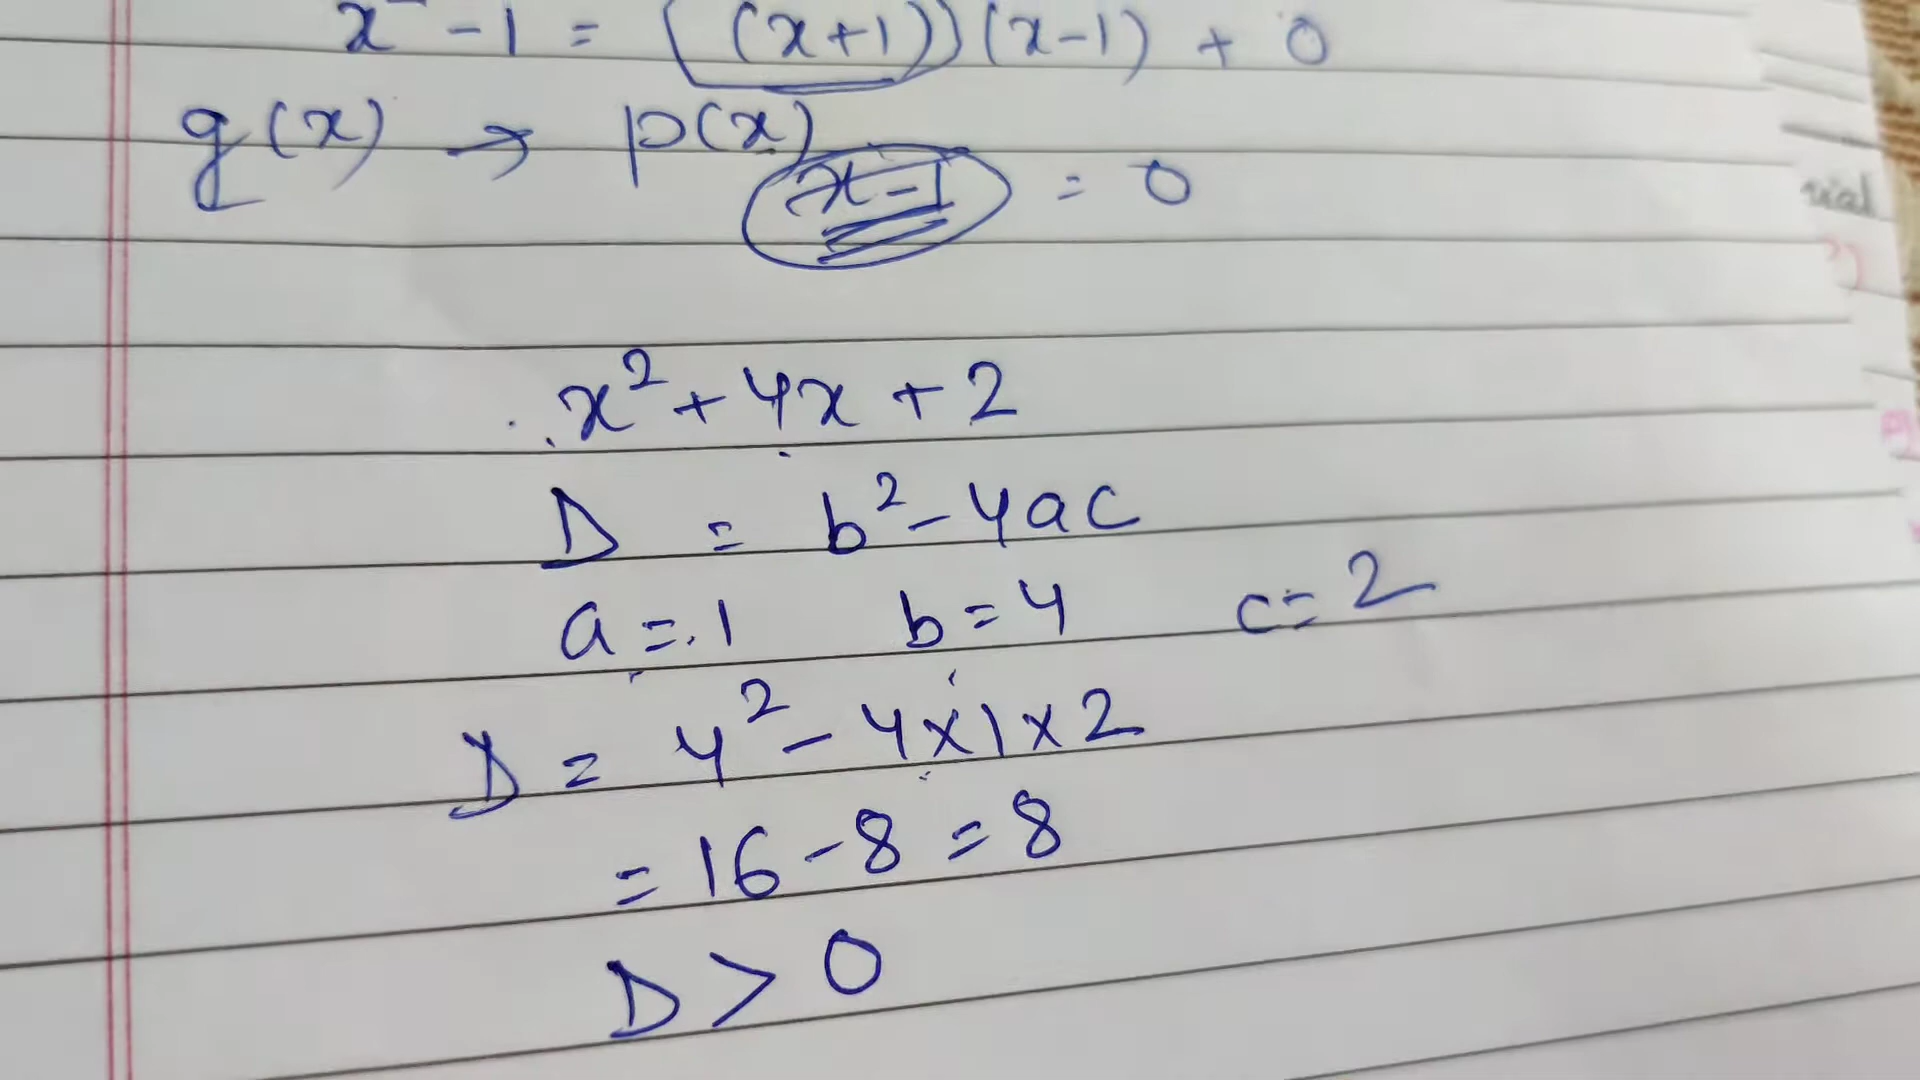 x² - 1 = ((x+1))(x-1) + 0
g(x) → p(x)
x-1 = 0
x² + 4x + 2
D = b² - 4ac
a = 1 b = 4 c = 2
D = 4² - 4×1×2
= 16 - 8 = 8
D > 0